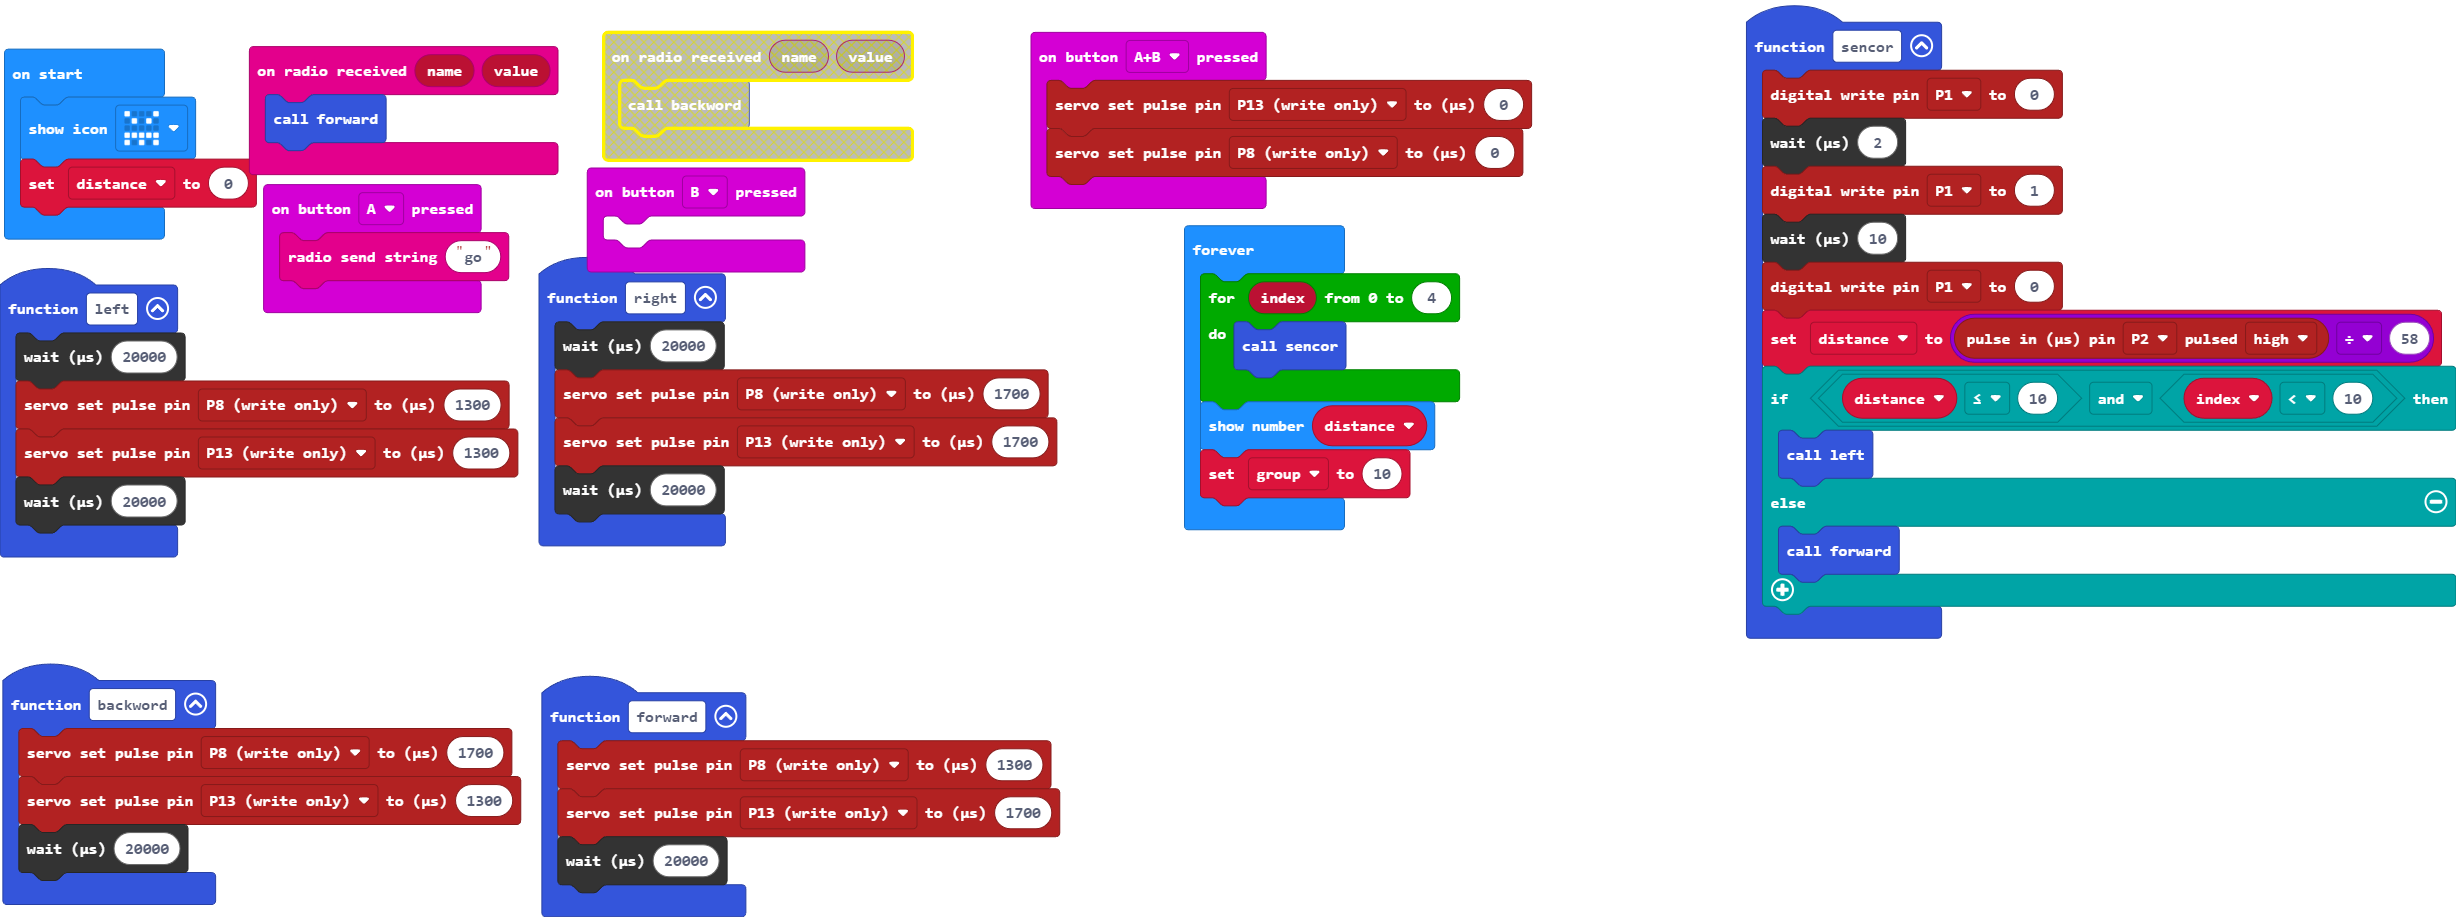 on start
show icon
set distance to 0
on radio received name value
call forward
on button A pressed
radio send string "go"
on radio received name value
call backword
on button B pressed
on button A+B pressed
servo set pulse pin P13 (write only) to (µs) 0
servo set pulse pin P8 (write only) to (µs) 0
function left
wait (µs) 20000
servo set pulse pin P8 (write only) to (µs) 1300
servo set pulse pin P13 (write only) to (µs) 1300
wait (µs) 20000
function right
wait (µs) 20000
servo set pulse pin P8 (write only) to (µs) 1700
servo set pulse pin P13 (write only) to (µs) 1700
wait (µs) 20000
forever
for index from 0 to 4
do
call sencor
show number distance
set group to 10
function sencor
digital write pin P1 to 0
wait (µs) 2
digital write pin P1 to 1
wait (µs) 10
digital write pin P1 to 0
set distance to pulse in (µs) pin P2 pulsed high ÷ 58
if distance ≤ 10 and index < 10 then
call left
else
call forward
function backword
servo set pulse pin P8 (write only) to (µs) 1700
servo set pulse pin P13 (write only) to (µs) 1300
wait (µs) 20000
function forward
servo set pulse pin P8 (write only) to (µs) 1300
servo set pulse pin P13 (write only) to (µs) 1700
wait (µs) 20000